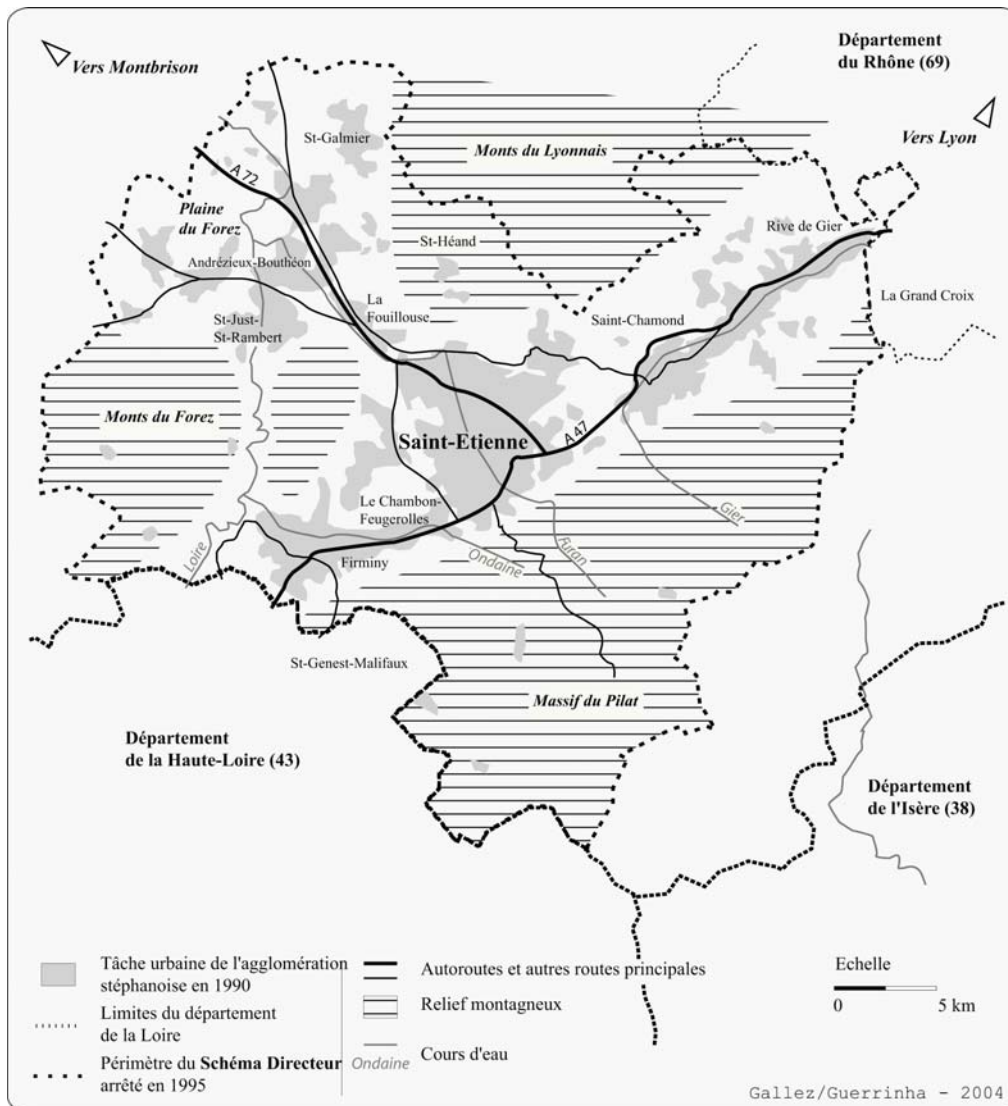 Département
du Rhône (69)
Vers Montbrison
Vers Lyon
St-Galmier
Monts du Lyonnais
A 72
Plaine
du Forez
Rive de Gier
St-Héand
Andrézieux-Bouthéon
La
Fouillouse
La Grand Croix
St-Just-
St-Rambert
Saint-Chamond
Monts du Forez
Saint-Etienne
A 47
Le Chambon-
Feugerolles
Gier
Loire
Firminy
Ondaine
Furan
St-Genest-Malifaux
Massif du Pilat
Département
de la Haute-Loire (43)
Département
de l'Isère (38)
Tâche urbaine de l'agglomération
stéphanoise en 1990
Limites du département
de la Loire
Périmètre du Schéma Directeur
arrêté en 1995
Autoroutes et autres routes principales
Relief montagneux
Ondaine
Cours d'eau
Echelle
0 5 km
Gallez/Guerrinha - 2004